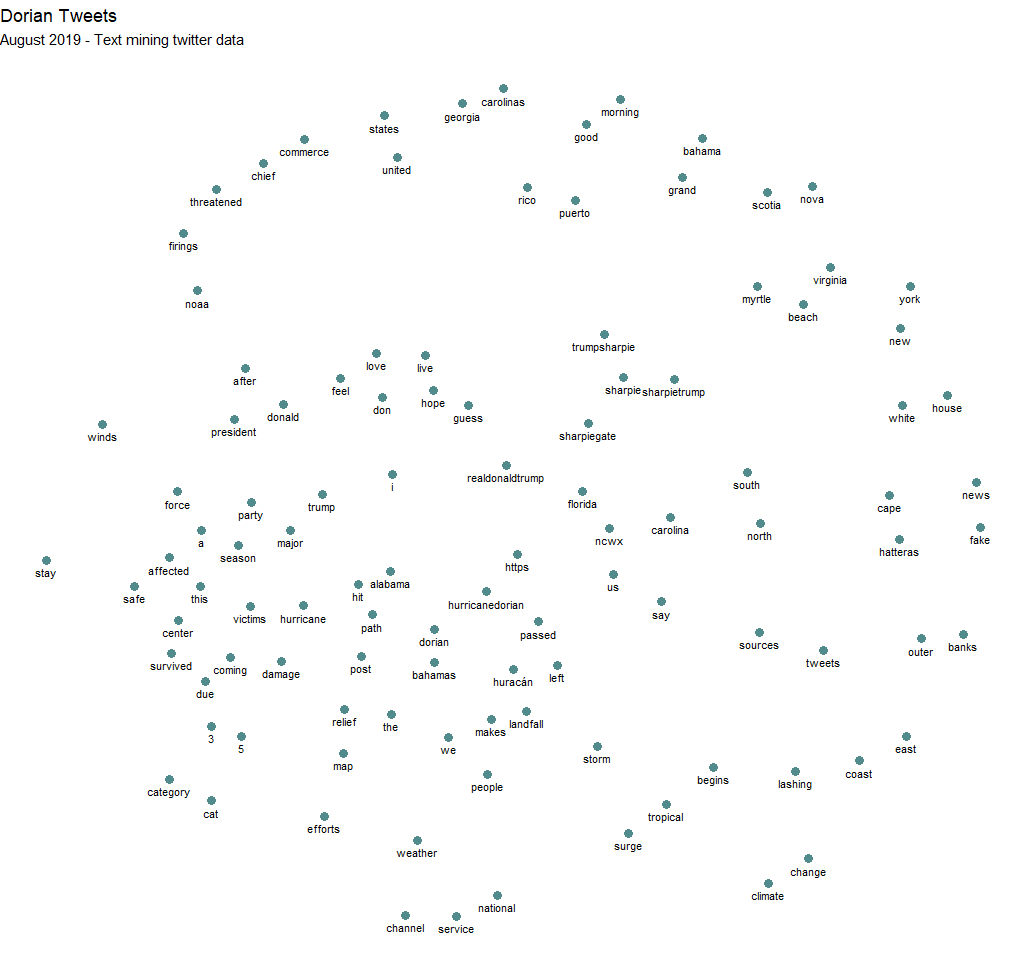 Dorian Tweets
August 2019 - Text mining twitter data
carolinas
georgia
morning
states
good
commerce
bahama
united
chief
grand
threatened
rico
nova
scotia
puerto
firings
virginia
noaa
myrtle
york
beach
new
trumpsharpie
love
live
after
feel
sharpie
sharpietrump
hope
don
house
donald
guess
white
president
winds
sharpiegate
realdonaldtrump
south
i
news
force
florida
trump
cape
party
carolina
north
fake
a
major
ncwx
season
hatteras
https
stay
affected
alabama
us
safe
this
hit
hurricanedorian
say
victims
hurricane
path
center
passed
dorian
sources
banks
outer
survived
coming
post
tweets
damage
bahamas
left
huracán
due
relief
the
landfall
makes
3
5
we
east
storm
map
coast
begins
lashing
people
category
cat
tropical
efforts
surge
weather
change
climate
national
channel
service